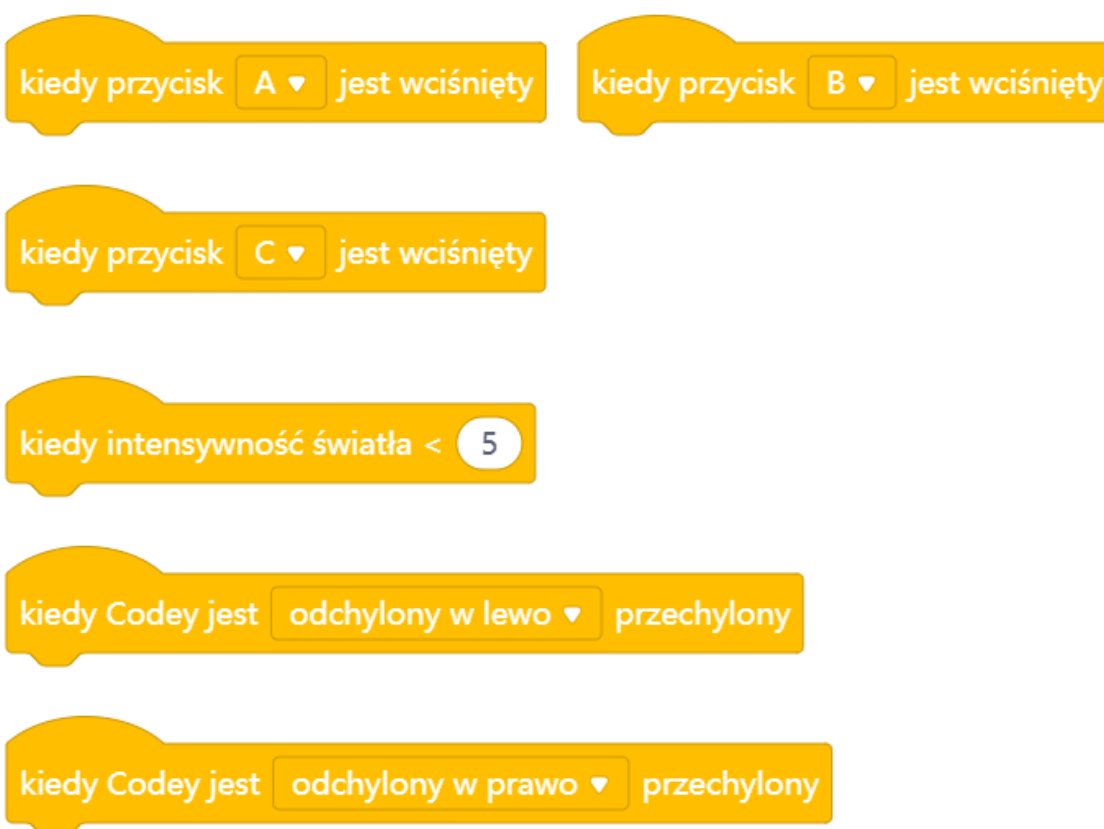 kiedy przycisk A jest wciśnięty
kiedy przycisk B jest wciśnięty
kiedy przycisk C jest wciśnięty
kiedy intensywność światła < 5
kiedy Codey jest odchylony w lewo przechylony
kiedy Codey jest odchylony w prawo przechylony